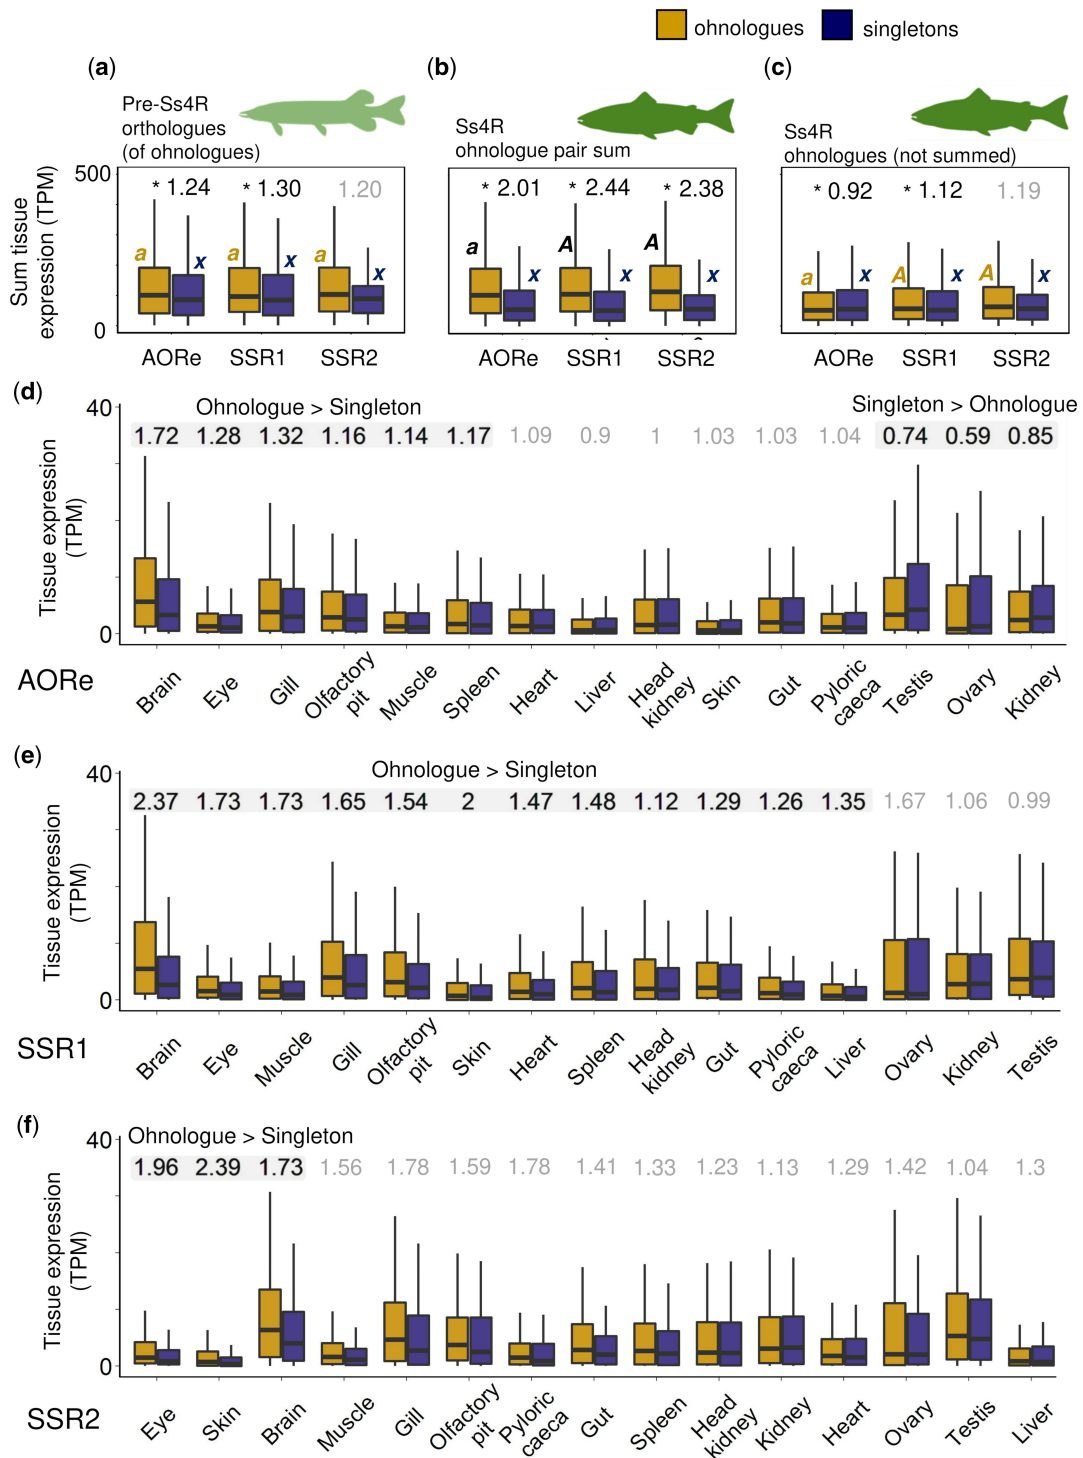 ohnologues singletons
(a) (b) (c)
Pre-Ss4R
orthologues
(of ohnologues)
Ss4R
ohnologue pair sum
Ss4R
ohnologues (not summed)
Sum tissue
expression (TPM)
500
0
* 1.24 * 1.30 1.20
a x a x a x
AORe SSR1 SSR2
* 2.01 * 2.44 * 2.38
a x A x A x
AORe SSR1 SSR2
* 0.92 * 1.12 1.19
a x A x A x
AORe SSR1 SSR2
(d)
Ohnologue > Singleton Singleton > Ohnologue
Tissue expression
(TPM)
40
0
1.72 1.28 1.32 1.16 1.14 1.17 1.09 0.9 1 1.03 1.03 1.04 0.74 0.59 0.85
AORe
Brain Eye Gill Olfactory pit Muscle Spleen Heart Liver Head kidney Skin Gut Pyloric caeca Testis Ovary Kidney
(e)
Ohnologue > Singleton
Tissue expression
(TPM)
40
0
2.37 1.73 1.73 1.65 1.54 2 1.47 1.48 1.12 1.29 1.26 1.35 1.67 1.06 0.99
SSR1
Brain Eye Muscle Gill Olfactory pit Skin Heart Spleen Head kidney Gut Pyloric caeca Liver Ovary Kidney Testis
(f)
Ohnologue > Singleton
Tissue expression
(TPM)
40
0
1.96 2.39 1.73 1.56 1.78 1.59 1.78 1.41 1.33 1.23 1.13 1.29 1.42 1.04 1.3
SSR2
Eye Skin Brain Muscle Gill Olfactory pit Pyloric caeca Gut Spleen Head kidney Kidney Heart Ovary Testis Liver